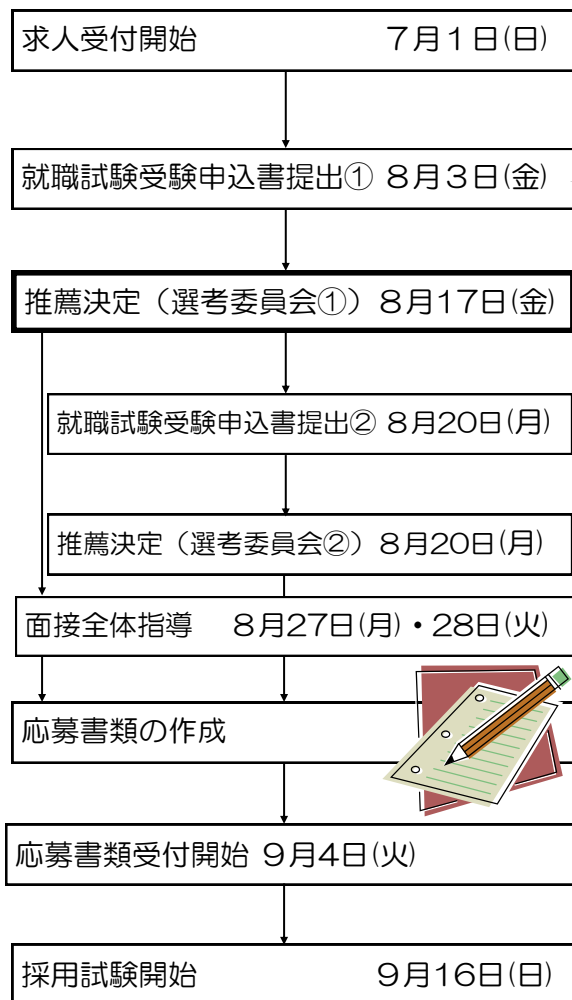 求人受付開始 7月1日(日)
就職試験受験申込書提出① 8月3日(金)
推薦決定（選考委員会①）8月17日(金)
就職試験受験申込書提出② 8月20日(月)
推薦決定（選考委員会②）8月20日(月)
面接全体指導 8月27日(月)・28日(火)
応募書類の作成
応募書類受付開始 9月4日(火)
採用試験開始 9月16日(日)